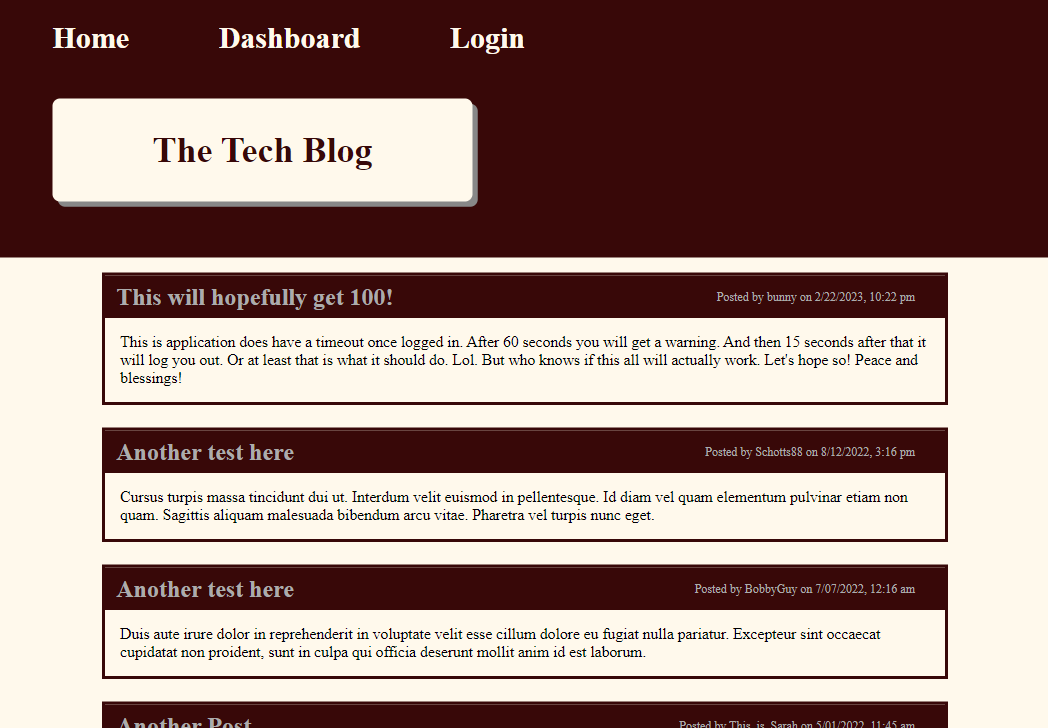 Home Dashboard Login
The Tech Blog
This will hopefully get 100! Posted by bunny on 2/22/2023, 10:22 pm
This is application does have a timeout once logged in. After 60 seconds you will get a warning. And then 15 seconds after that it
will log you out. Or at least that is what it should do. Lol. But who knows if this all will actually work. Let's hope so! Peace and
blessings!
Another test here Posted by Schotts88 on 8/12/2022, 3:16 pm
Cursus turpis massa tincidunt dui ut. Interdum velit euismod in pellentesque. Id diam vel quam elementum pulvinar etiam non
quam. Sagittis aliquam malesuada bibendum arcu vitae. Pharetra vel turpis nunc eget.
Another test here Posted by BobbyGuy on 7/07/2022, 12:16 am
Duis aute irure dolor in reprehenderit in voluptate velit esse cillum dolore eu fugiat nulla pariatur. Excepteur sint occaecat
cupidatat non proident, sunt in culpa qui officia deserunt mollit anim id est laborum.
Another Post Posted by This_is_Sarah on 5/01/2022, 11:45 am